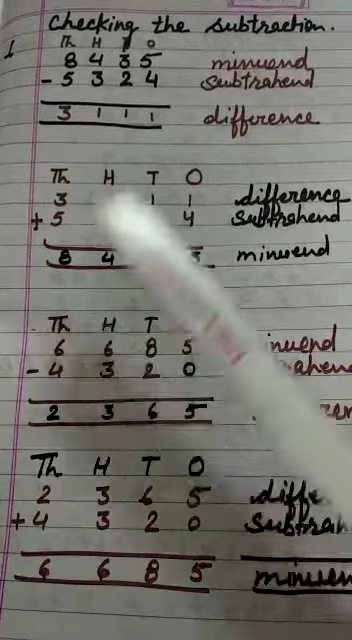 Checking the subtraction.
I
Th H T O
8 4 3 5 minuend
- 5 3 2 4 subtrahend
3 1 1 1 difference
Th H T O
3 1 1 difference
+ 5 4 subtrahend
8 4 minuend
Th H T
6 6 8 5
- 4 3 2 0
2 3 6 5
Th H T O
2 3 6 5
+ 4 3 2 0
6 6 8 5